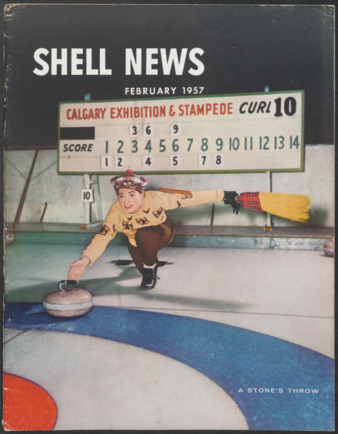 SHELL NEWS
FEBRUARY 1957
CALGARY EXHIBITION & STAMPEDE CURL 10
3 6 9
SCORE 1 2 3 4 5 6 7 8 9 10 11 12 13 14
1 2 4 5 7 8
10
A STONE'S THROW